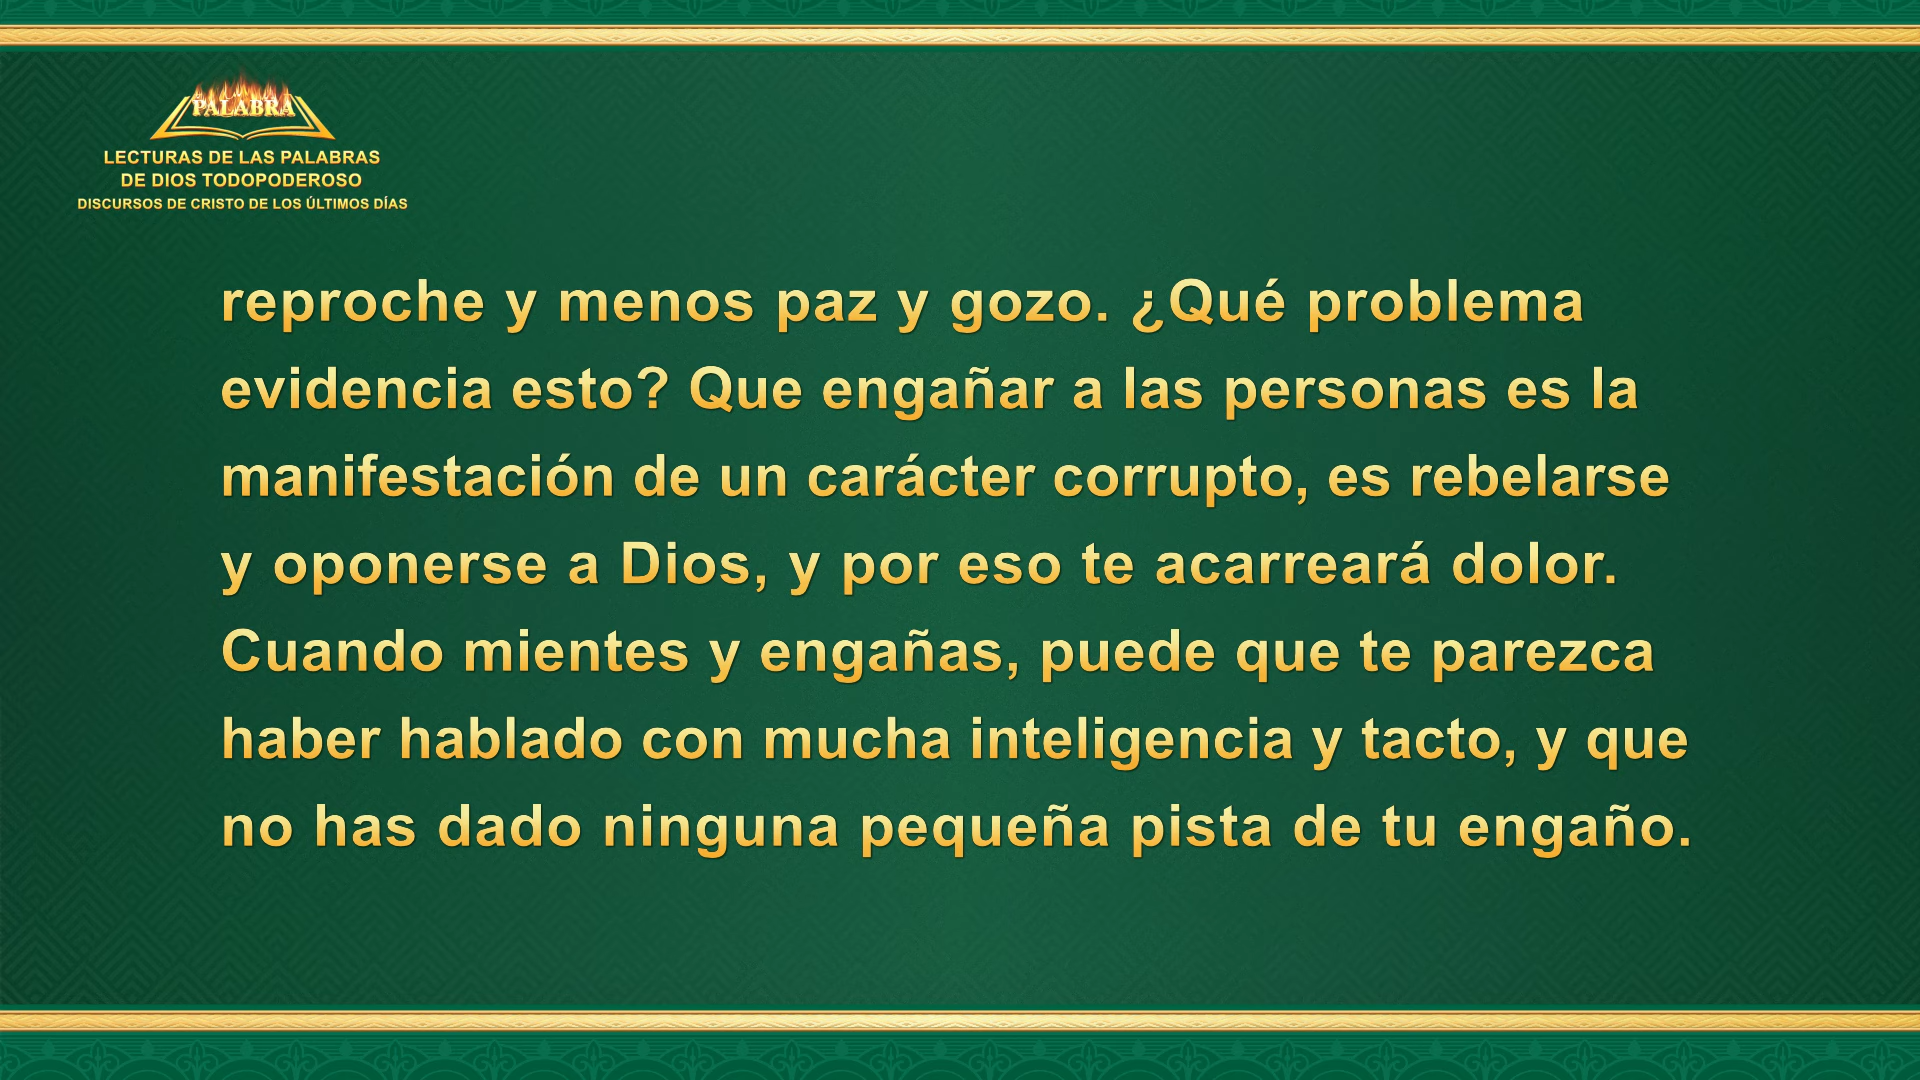 PALABRA
LECTURAS DE LAS PALABRAS
DE DIOS TODOPODEROSO
DISCURSOS DE CRISTO DE LOS ÚLTIMOS DÍAS
reproche y menos paz y gozo. ¿Qué problema
evidencia esto? Que engañar a las personas es la
manifestación de un carácter corrupto, es rebelarse
y oponerse a Dios, y por eso te acarreará dolor.
Cuando mientes y engañas, puede que te parezca
haber hablado con mucha inteligencia y tacto, y que
no has dado ninguna pequeña pista de tu engaño.